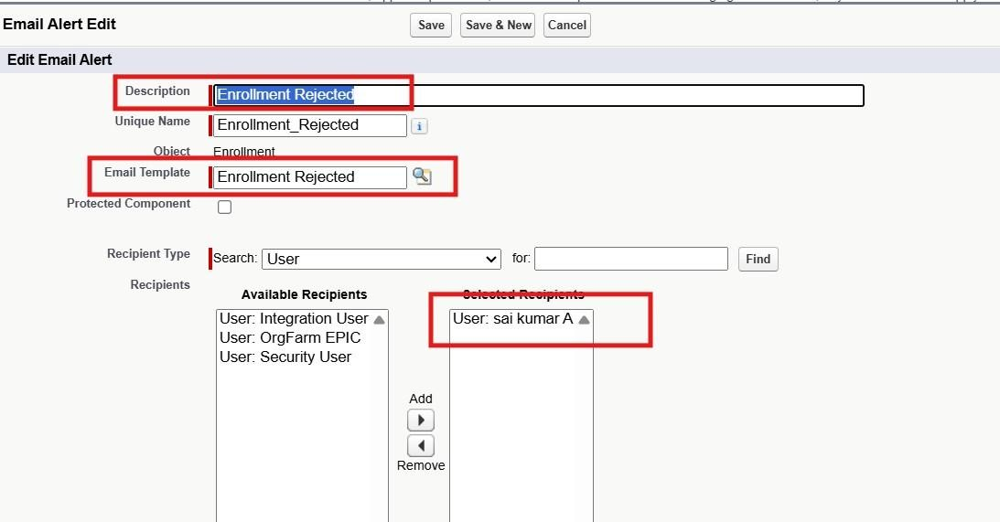 Email Alert Edit
Save
Save & New
Cancel
Edit Email Alert
Description
Enrollment Rejected
Unique Name
Enrollment_Rejected
i
Object
Enrollment
Email Template
Enrollment Rejected
Protected Component
Recipient Type
Search:
User
for:
Find
Recipients
Available Recipients
Selected Recipients
User: Integration User
User: OrgFarm EPIC
User: Security User
User: sai kumar A
Add
Remove